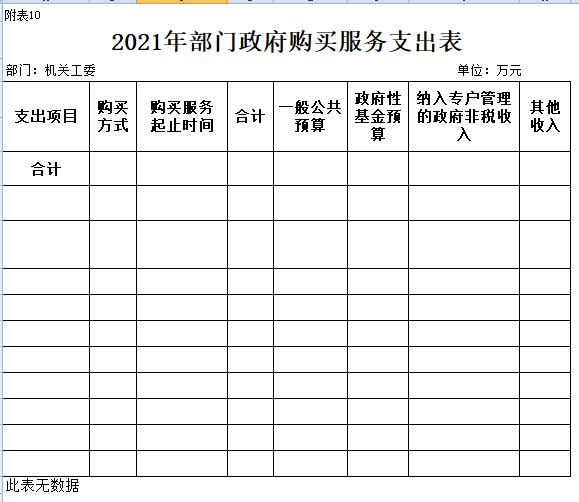 附表10
2021年部门政府购买服务支出表
部门：机关工委 单位：万元
支出项目 购买方式 购买服务起止时间 合计 一般公共预算 政府性基金预算 纳入专户管理的政府非税收入 其他收入
合计
此表无数据